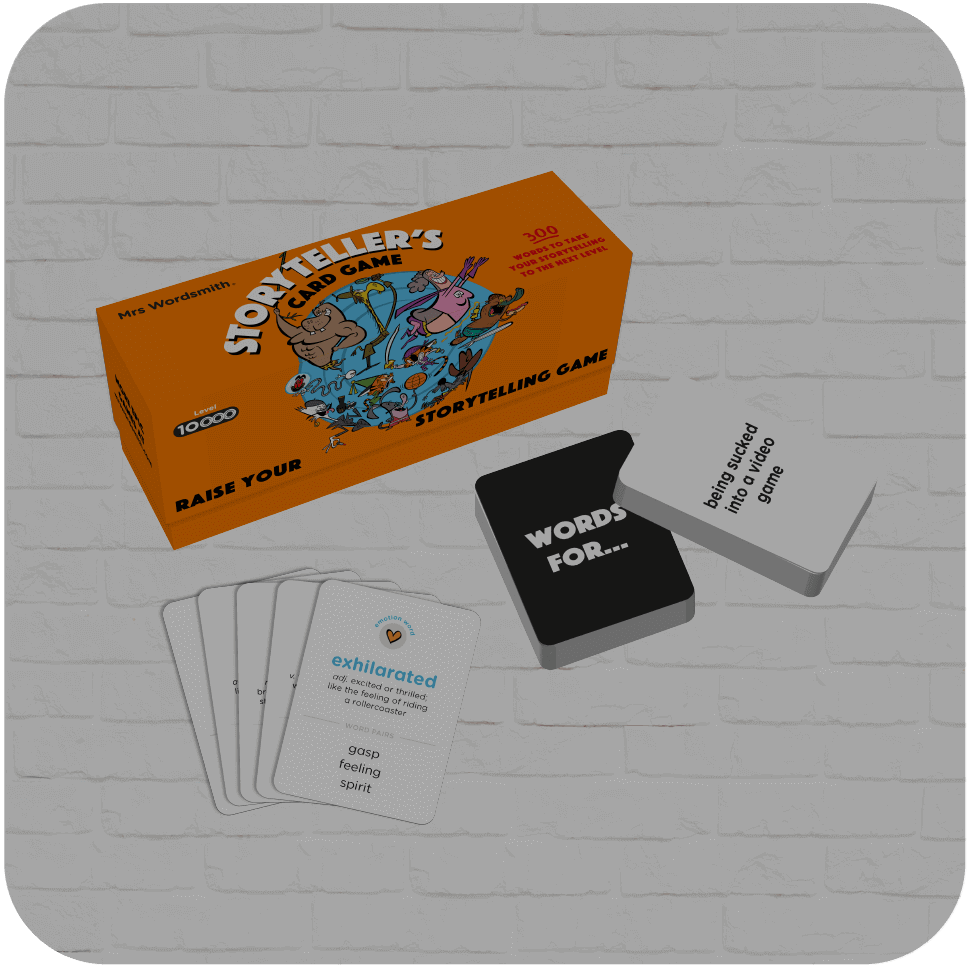 Mrs Wordsmith.
STORYTELLER'S
CARD GAME
300
WORDS TO TAKE
YOUR STORYTELLING
TO THE NEXT LEVEL
Level
10000
RAISE YOUR
STORYTELLING GAME
WORDS
FOR...
being sucked
into a video
game
emotion word
exhilarated
adj. excited or thrilled;
like the feeling of riding
a rollercoaster
WORD PAIRS
gasp
feeling
spirit